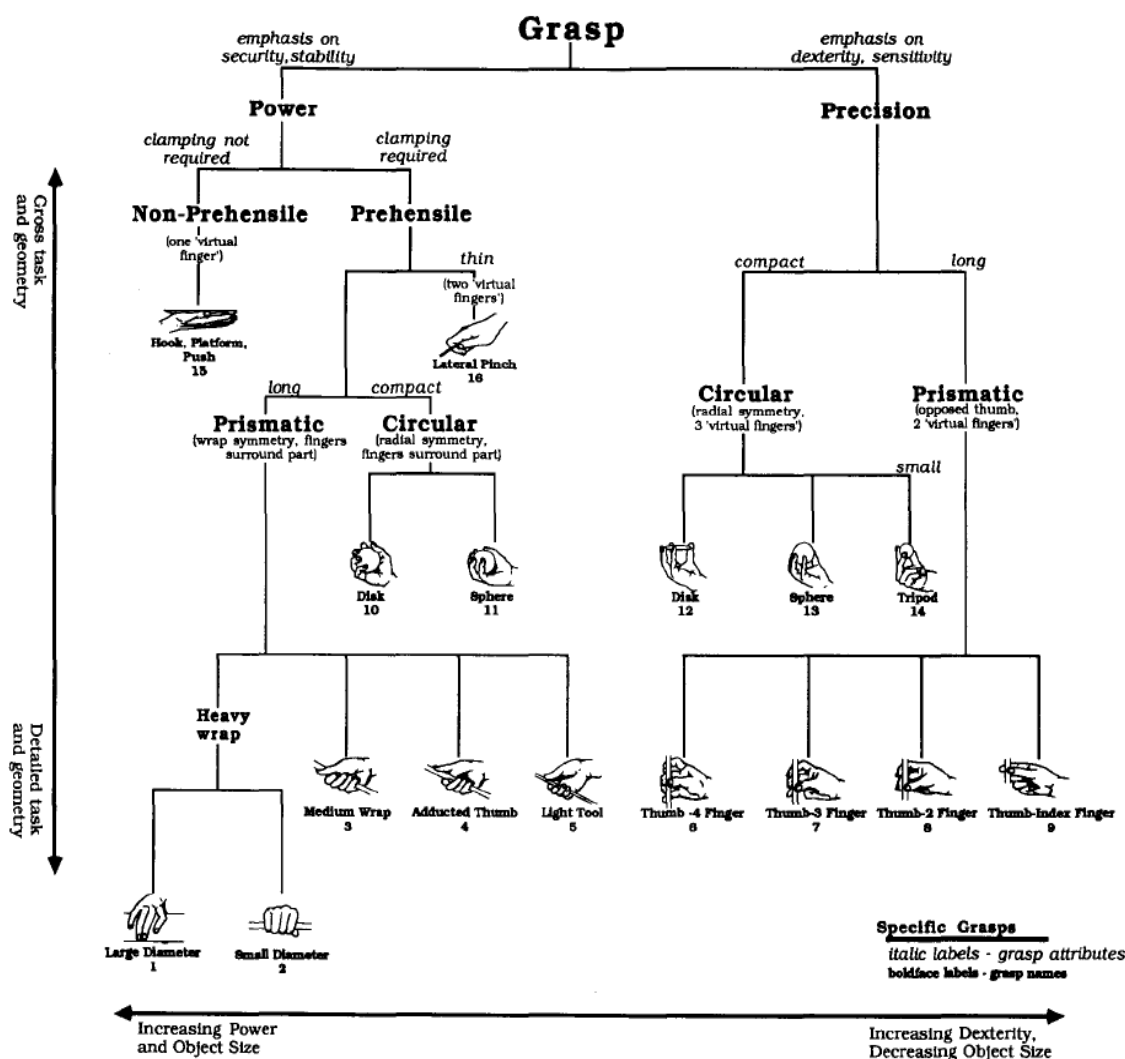 Grasp
emphasis on
security,stability
emphasis on
dexterity, sensitivity
Power
Precision
clamping not
required
clamping
required
Gross task
and geometry
Non-Prehensile
(one 'virtual
finger')
Prehensile
thin
(two 'virtual
fingers')
compact
long
Hook, Platform,
Push
15
Lateral Pinch
16
long
compact
Prismatic
(wrap symmetry, fingers
surround part)
Circular
(radial symmetry,
fingers surround part)
Circular
(radial symmetry,
3 'virtual fingers')
Prismatic
(opposed thumb,
2 'virtual fingers')
small
Disk
10
Sphere
11
Disk
12
Sphere
13
Tripod
14
Detailed task
and geometry
Heavy
wrap
Medium Wrap
3
Adducted Thumb
4
Light Tool
5
Thumb -4 Finger
6
Thumb-3 Finger
7
Thumb-2 Finger
8
Thumb-Index Finger
9
Large Diameter
1
Small Diameter
2
Specific Grasps
italic labels - grasp attributes
boldface labels - grasp names
Increasing Power
and Object Size
Increasing Dexterity,
Decreasing Object Size